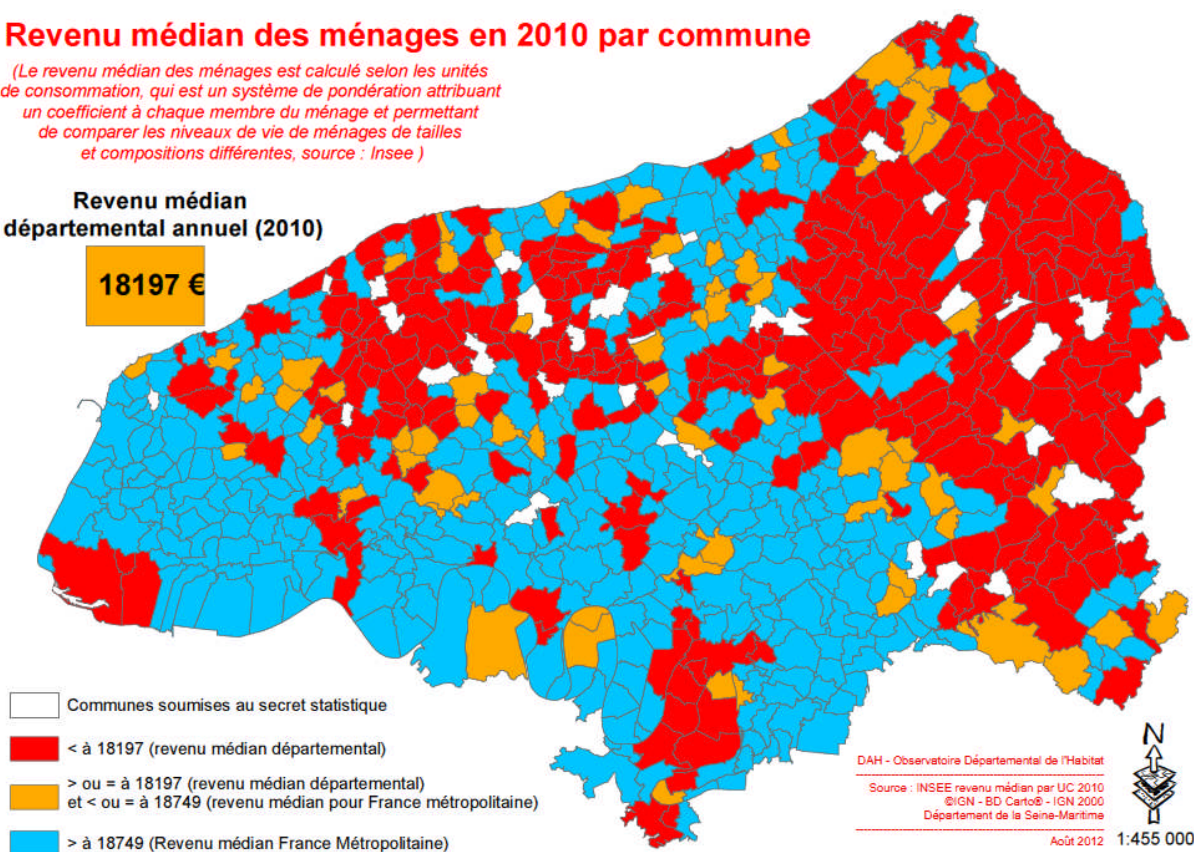 Revenu médian des ménages en 2010 par commune
(Le revenu médian des ménages est calculé selon les unités
de consommation, qui est un système de pondération attribuant
un coefficient à chaque membre du ménage et permettant
de comparer les niveaux de vie de ménages de tailles
et compositions différentes, source : Insee )
Revenu médian
départemental annuel (2010)
18197 €
Communes soumises au secret statistique
< à 18197 (revenu médian départemental)
> ou = à 18197 (revenu médian départemental)
et < ou = à 18749 (revenu médian pour France métropolitaine)
> à 18749 (Revenu médian France Métropolitaine)
DAH - Observatoire Départemental de l'Habitat
Source : INSEE revenu médian par UC 2010
©IGN - BD Carto® - IGN 2000
Département de la Seine-Maritime
Août 2012
N
1:455 000